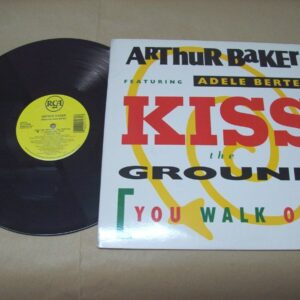 RCA
ARTHUR BAKER
FEATURING ADELE BERTE
KISS
the
GROUND
[YOU WALK O